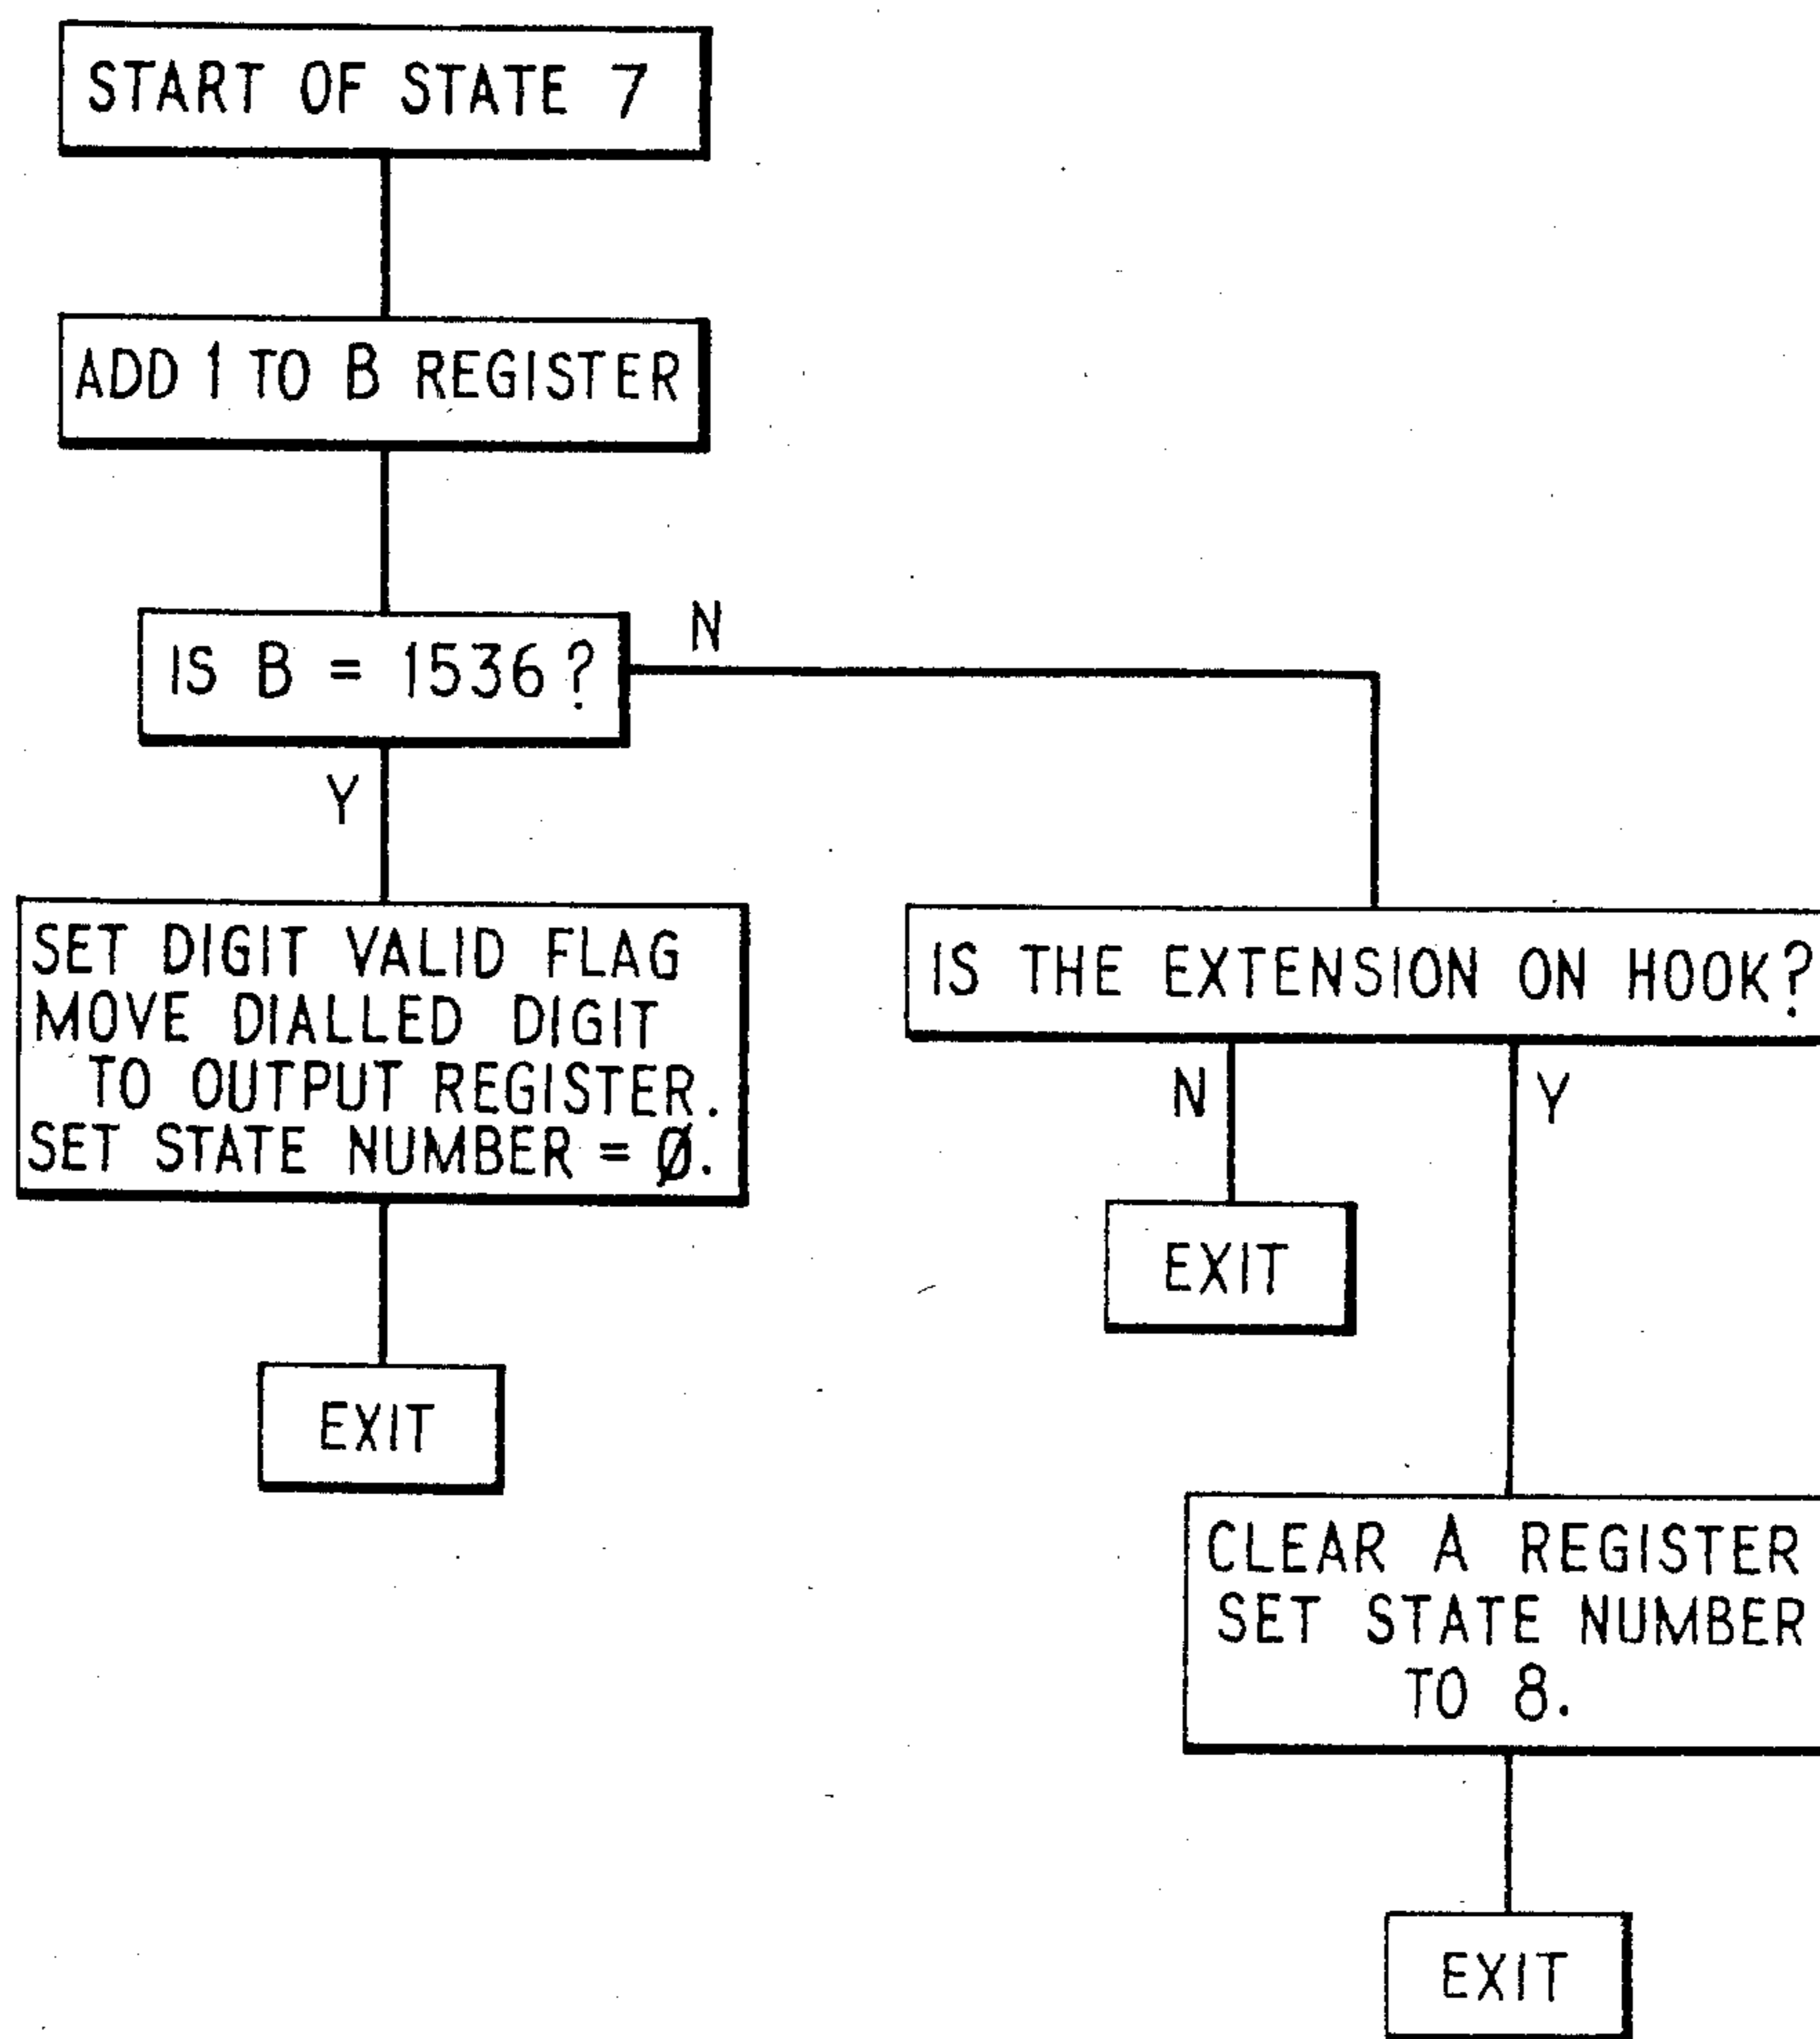 START OF STATE 7
ADD 1 TO B REGISTER
IS B = 1536?
N
Y
SET DIGIT VALID FLAG
MOVE DIALLED DIGIT
TO OUTPUT REGISTER.
SET STATE NUMBER = Ø.
EXIT
IS THE EXTENSION ON HOOK?
N
Y
EXIT
CLEAR A REGISTER
SET STATE NUMBER
TO 8.
EXIT